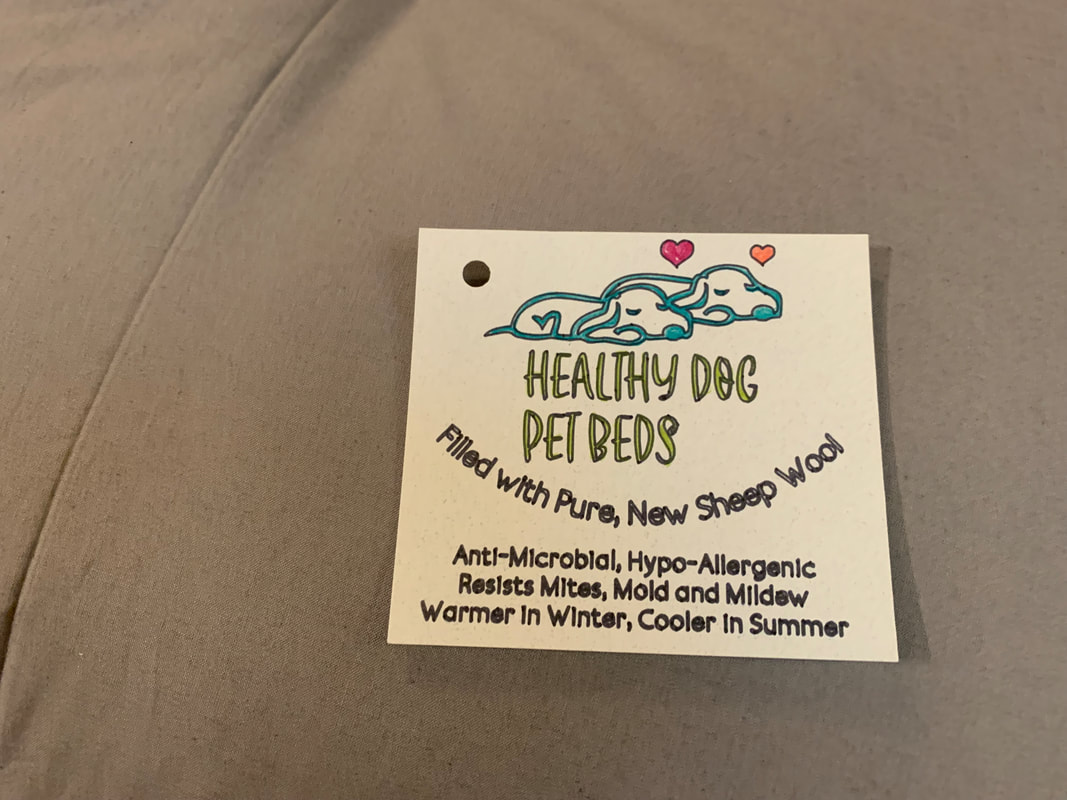 HEALTHY DOG
PET BEDS
Filled with Pure, New Sheep Wool
Anti-Microbial, Hypo-Allergenic
Resists Mites, Mold and Mildew
Warmer in Winter, Cooler in Summer